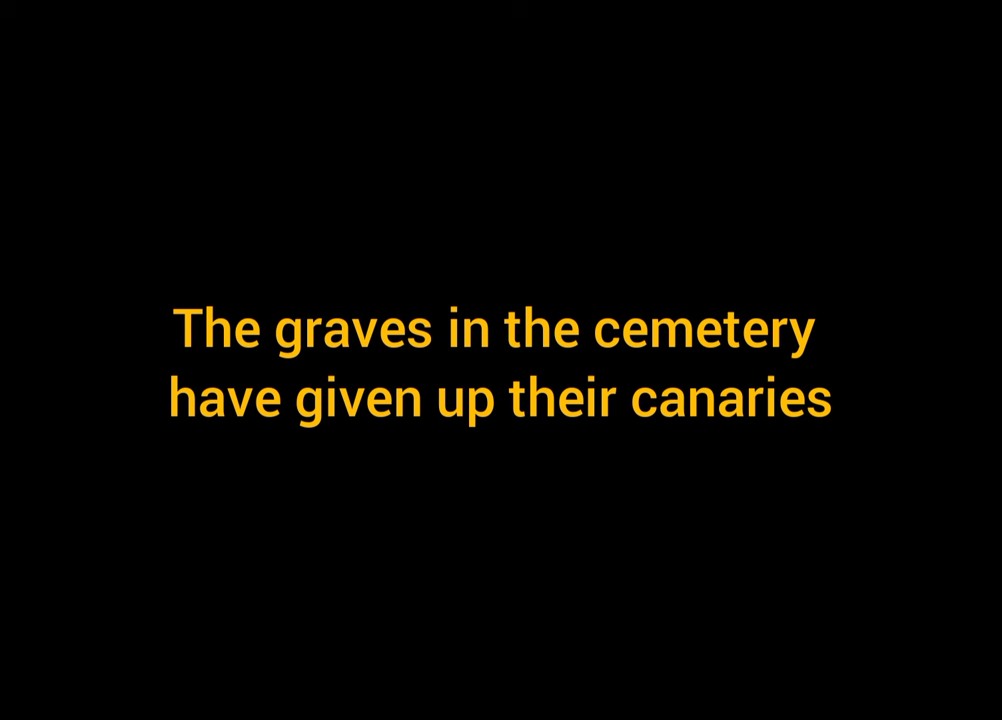 The graves in the cemetery
have given up their canaries